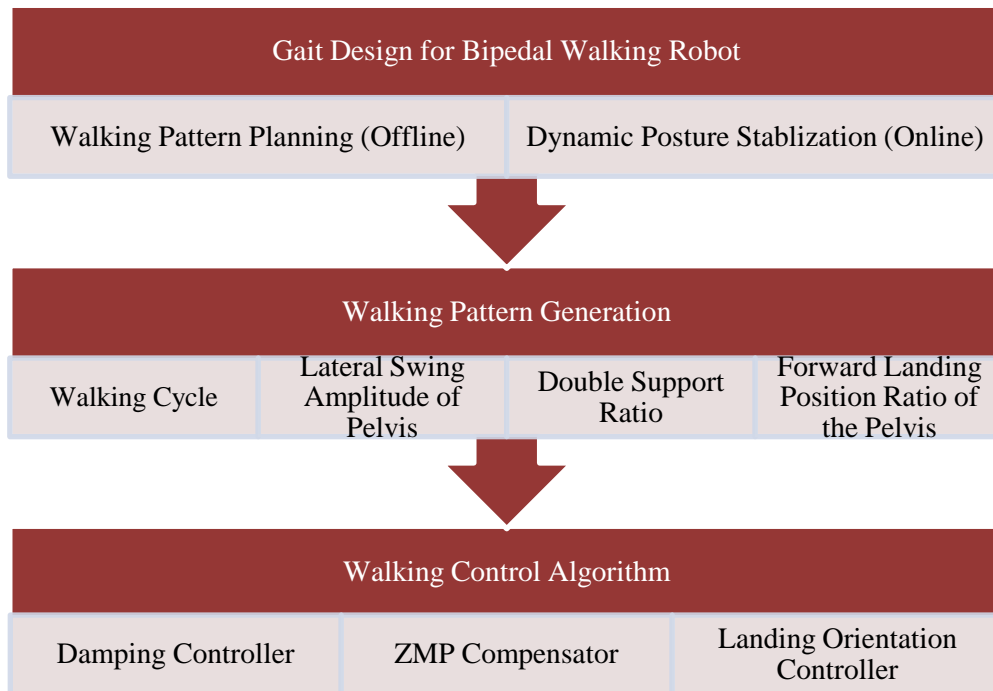 Gait Design for Bipedal Walking Robot
Walking Pattern Planning (Offline)
Dynamic Posture Stablization (Online)
Walking Pattern Generation
Walking Cycle
Lateral Swing
Amplitude of
Pelvis
Double Support
Ratio
Forward Landing
Position Ratio of
the Pelvis
Walking Control Algorithm
Damping Controller
ZMP Compensator
Landing Orientation
Controller